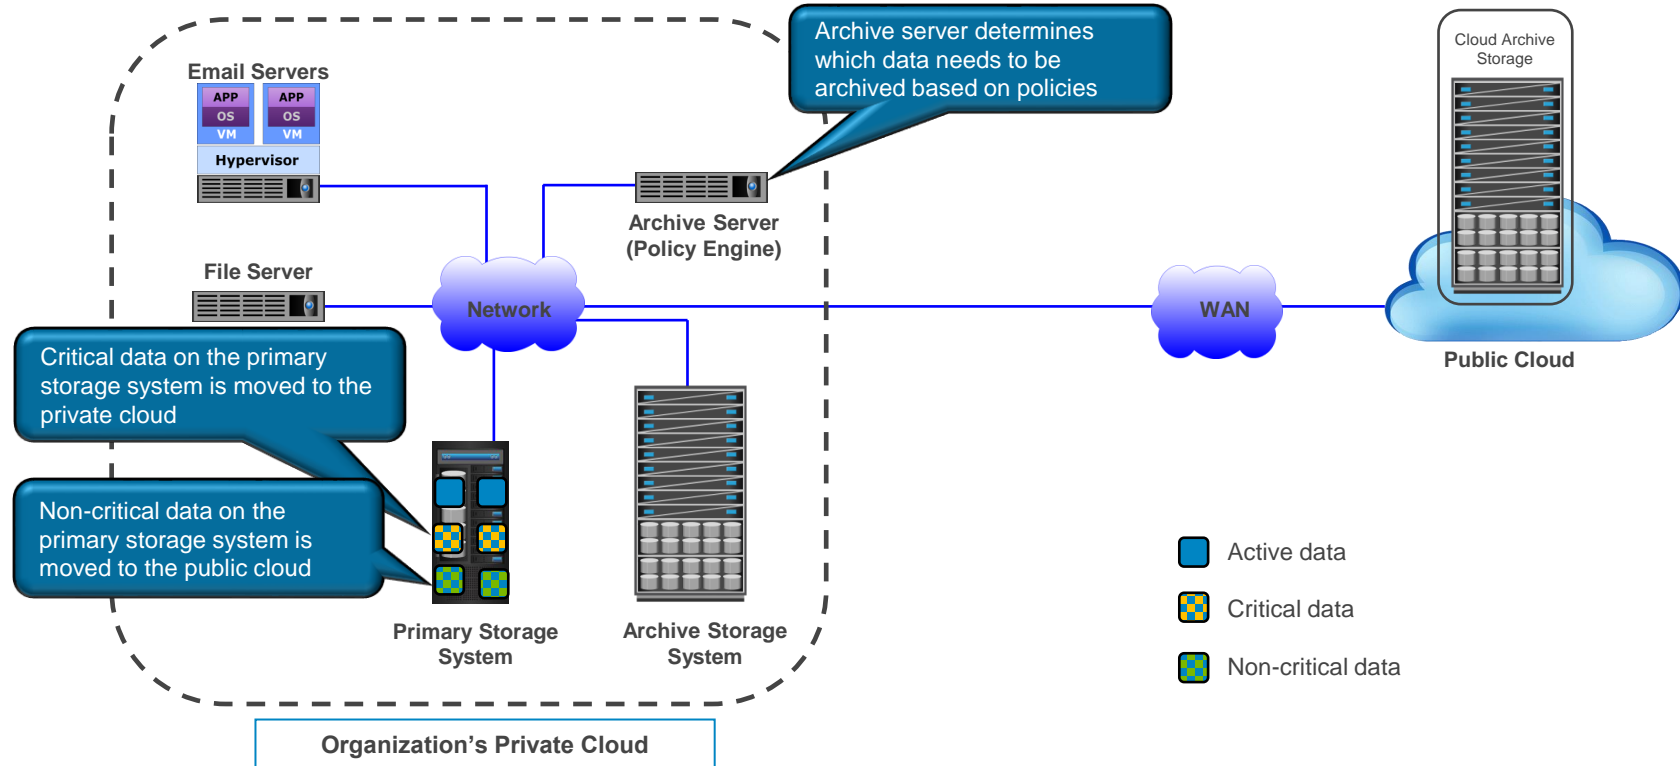 Archive server determines
which data needs to be
archived based on policies
Cloud Archive
Storage
Email Servers
APP APP
OS OS
VM VM
Hypervisor
Archive Server
(Policy Engine)
File Server
Network
WAN
Public Cloud
Critical data on the primary
storage system is moved to the
private cloud
Non-critical data on the
primary storage system is
moved to the public cloud
Primary Storage
System
Archive Storage
System
Active data
Critical data
Non-critical data
Organization’s Private Cloud